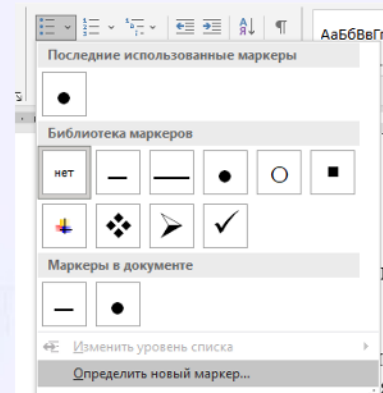 АаБбВвГг
Последние использованные маркеры
Библиотека маркеров
нет
Маркеры в документе
Изменить уровень списка
Определить новый маркер...